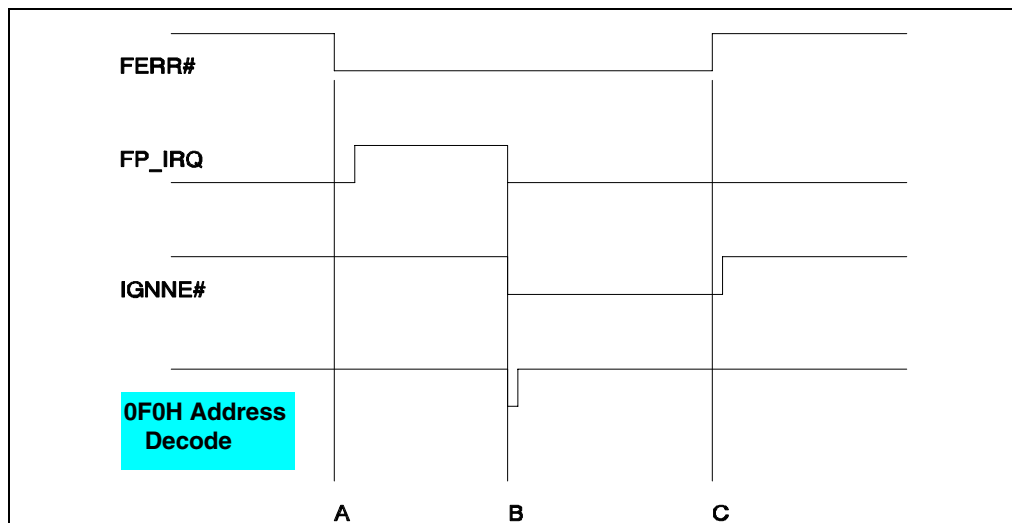 FERR#
FP_IRQ
IGNNE#
0F0H Address
Decode
A B C